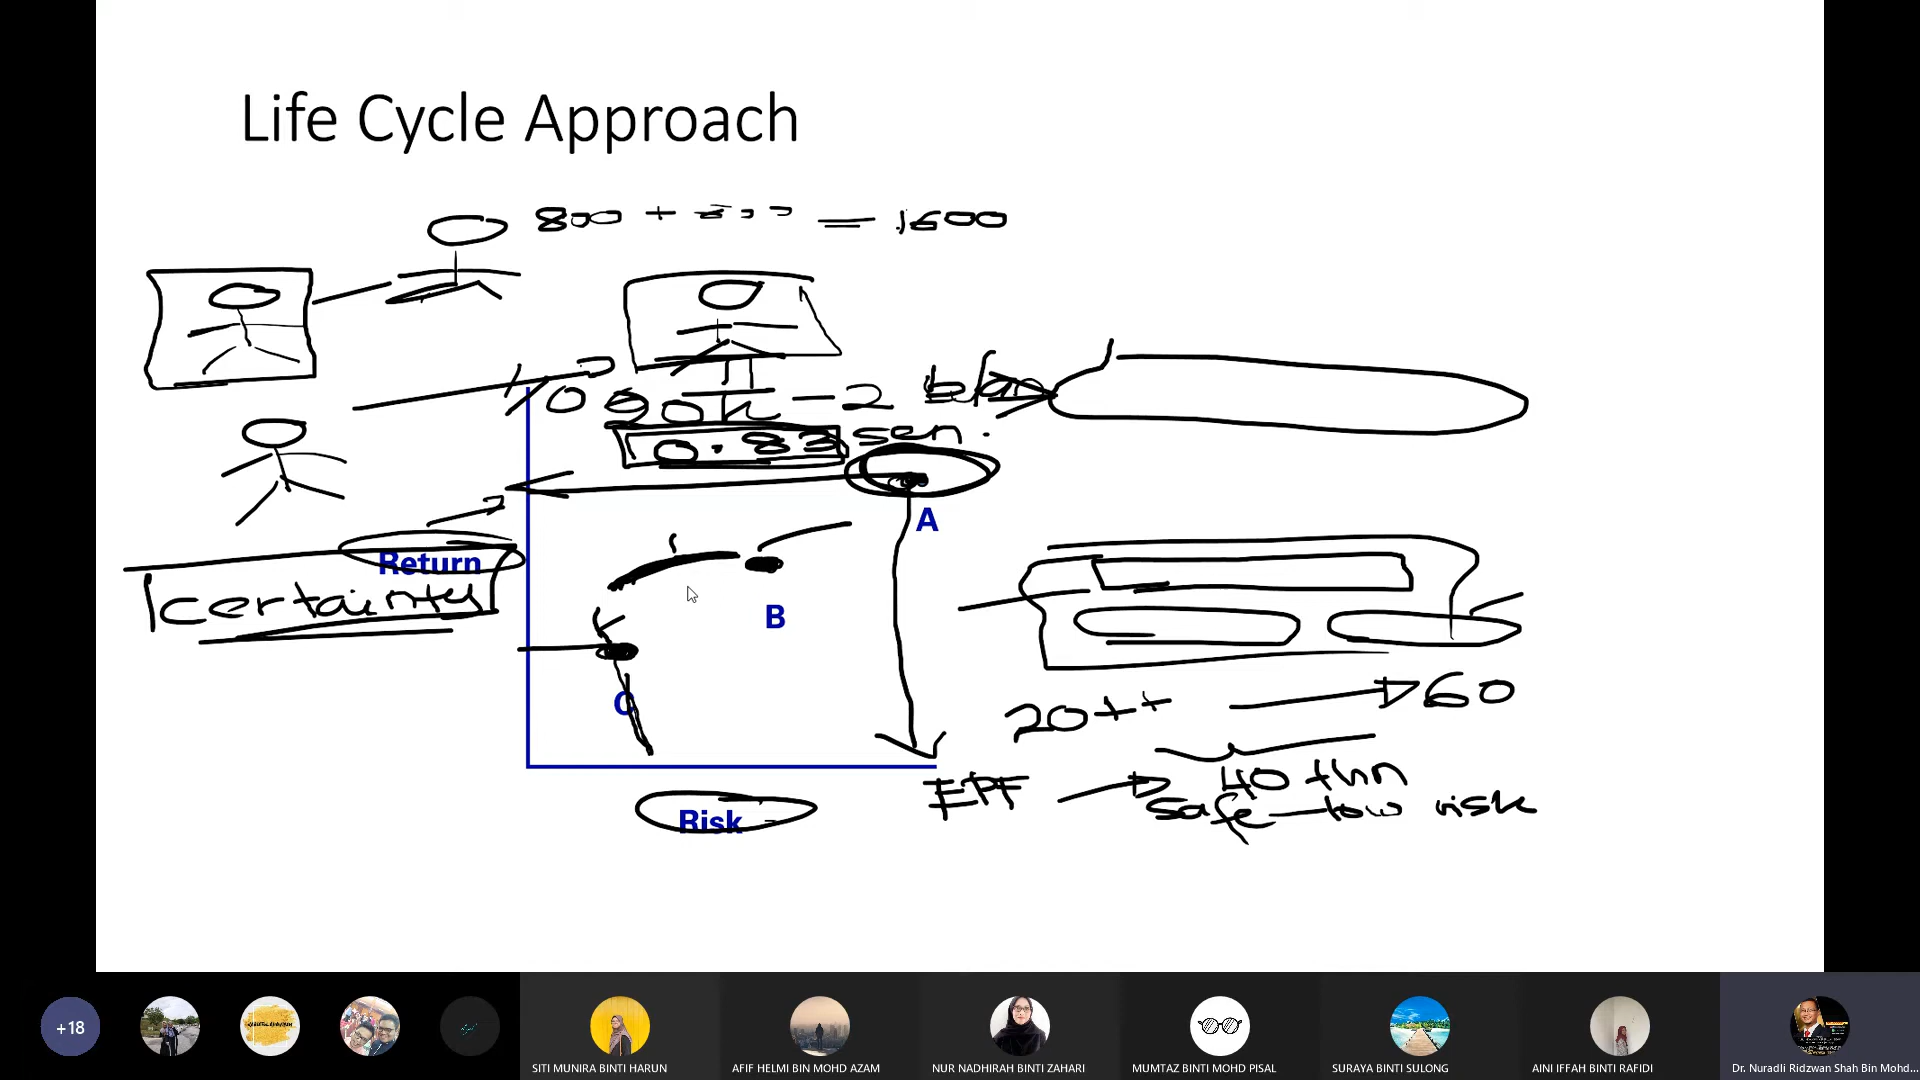 Life Cycle Approach
800 + = 1600
- 2
0.83 sen.
A
Return
certainty
B
C
20++ 60
40 thn
EPF safe - low risk
Risk
+18
SITI MUNIRA BINTI HARUN
AFIF HELMI BIN MOHD AZAM
NUR NADHIRAH BINTI ZAHARI
MUMTAZ BINTI MOHD PISAL
SURAYA BINTI SULONG
AINI IFFAH BINTI RAFIDI
Dr. Nuradli Ridzwan Shah Bin Mohd...